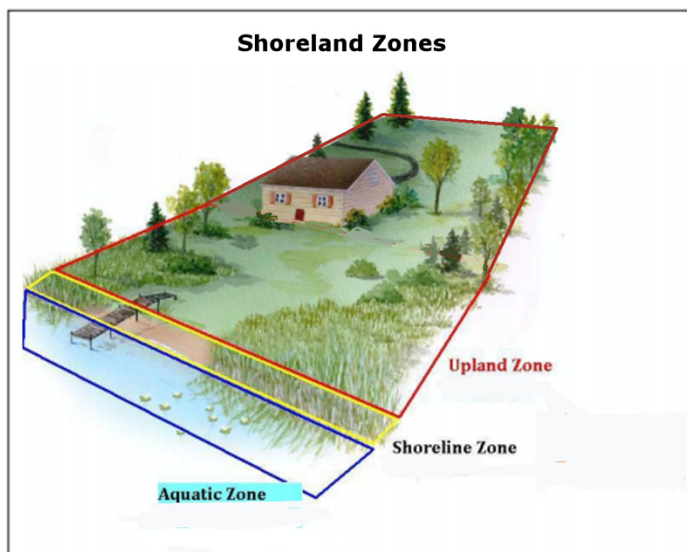 Shoreland Zones
Upland Zone
Shoreline Zone
Aquatic Zone